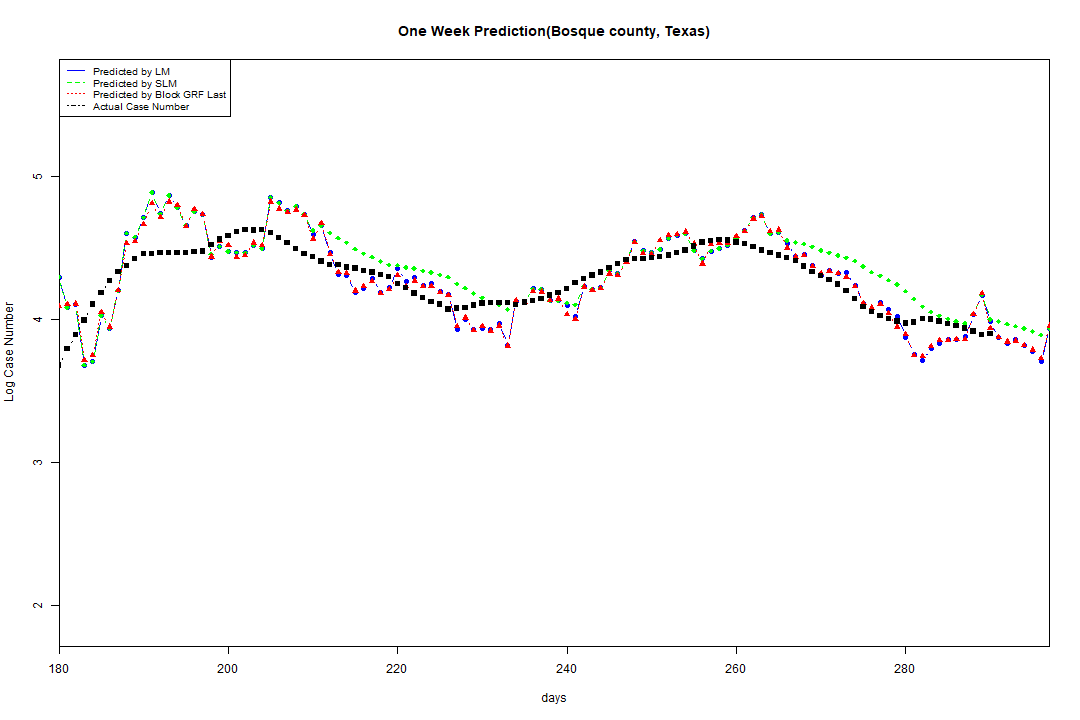 One Week Prediction(Bosque county, Texas)
Predicted by LM
Predicted by SLM
Predicted by Block GRF Last
Actual Case Number
Log Case Number
5
4
3
2
180 200 220 240 260 280
days